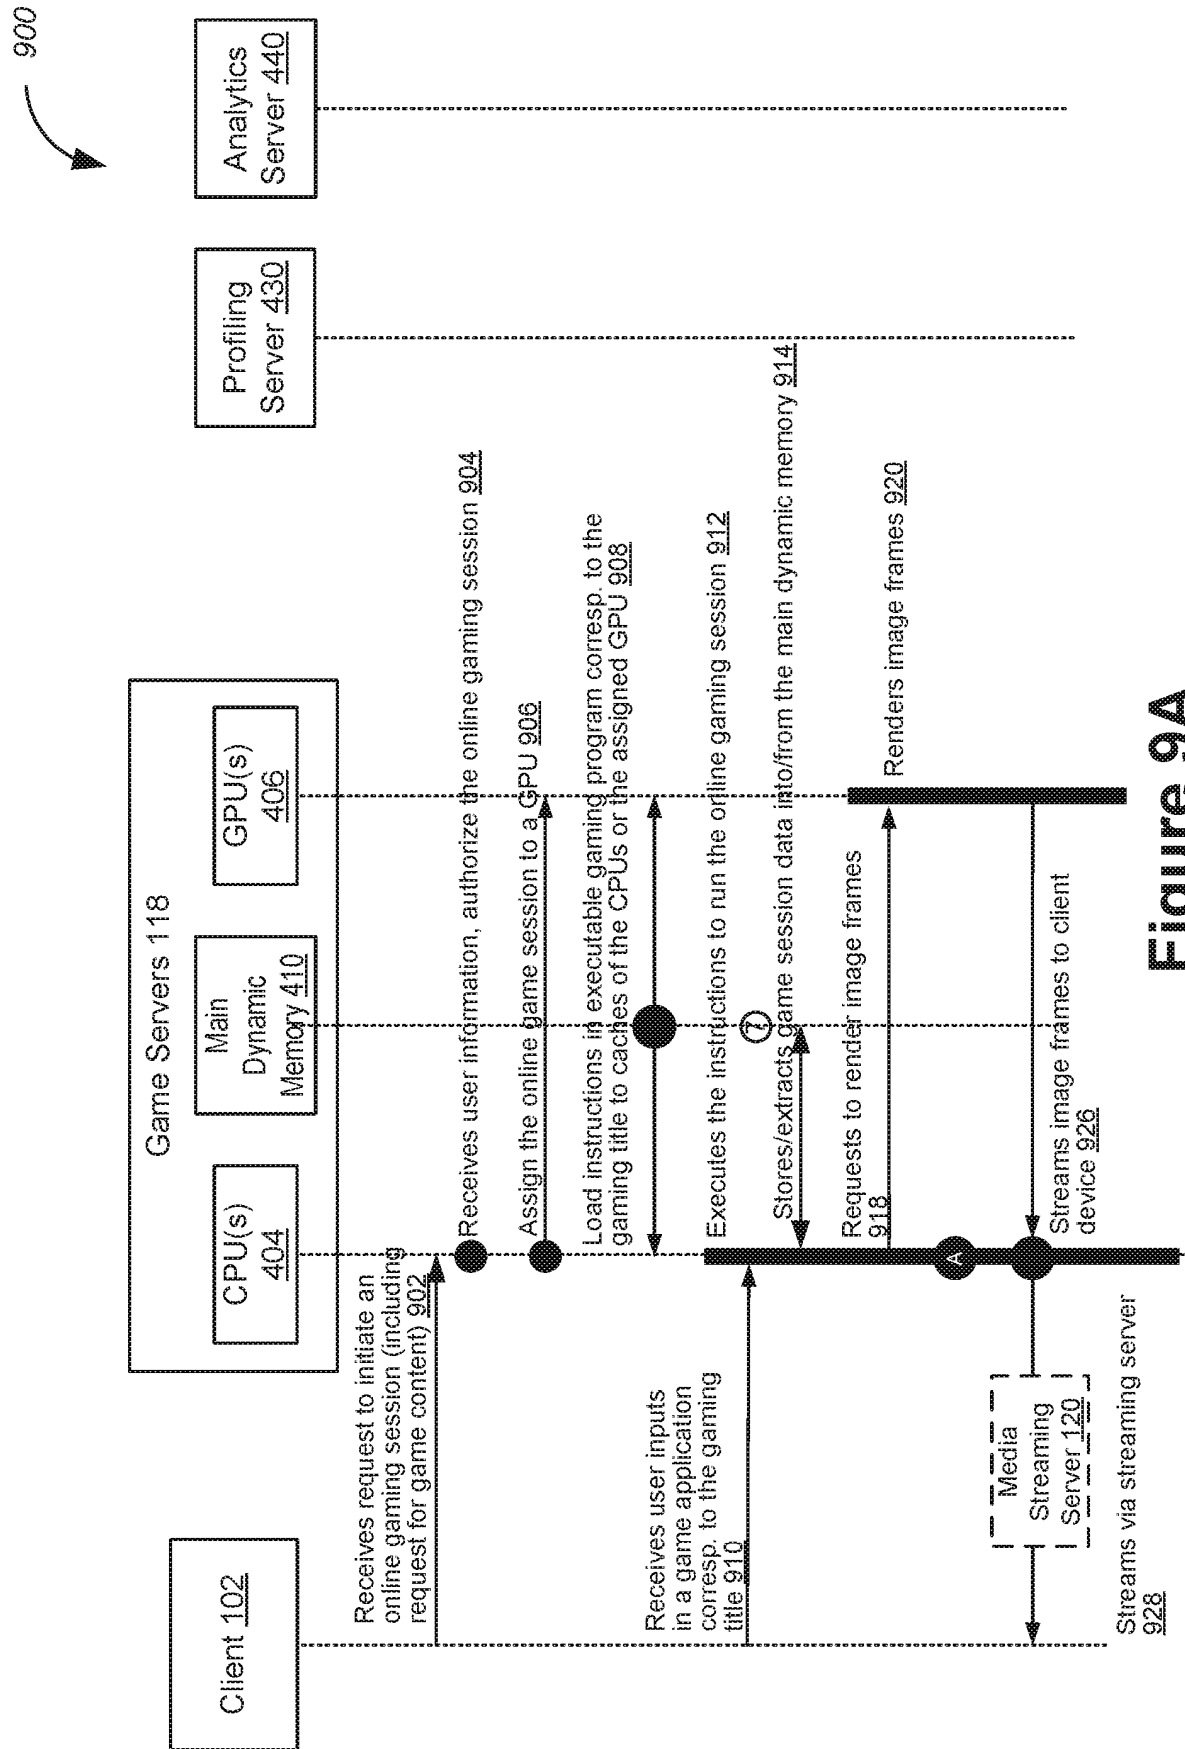 900
Client 102
Game Servers 118
CPU(s)
404
Main
Dynamic
Memory 410
GPU(s)
406
Profiling
Server 430
Analytics
Server 440
Receives request to initiate an
online gaming session (including
request for game content) 902
Receives user information, authorize the online gaming session 904
Assign the online game session to a GPU 906
Load instructions in executable gaming program corresp. to the
gaming title to caches of the CPUs or the assigned GPU 908
Receives user inputs
in a game application
corresp. to the gaming
title 910
Executes the instructions to run the online gaming session 912
7
Stores/extracts game session data into/from the main dynamic memory 914
Requests to render image frames
918
Renders image frames 920
A
Streams image frames to client
device 926
Media
Streaming
Server 120
Streams via streaming server
928
Figure 9A